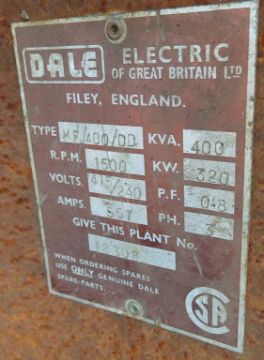 DALE ELECTRIC
OF GREAT BRITAIN LTD
FILEY, ENGLAND.
TYPE MF 400/DD KVA. 400
R.P.M. 1500 KW. 320
VOLTS. 415/240 P.F. 0·8
AMPS. 557 PH. 3
GIVE THIS PLANT No.
WHEN ORDERING SPARES
USE ONLY GENUINE DALE
SPARE-PARTS.
SA